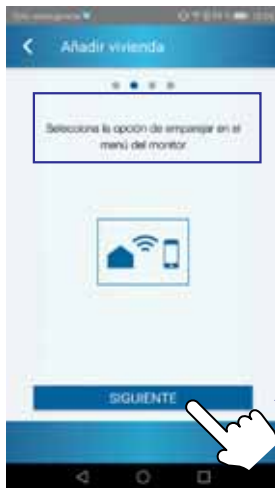 Añadir vivienda
Selecciona la opción de emparejar en el
menú del monitor
SIGUIENTE